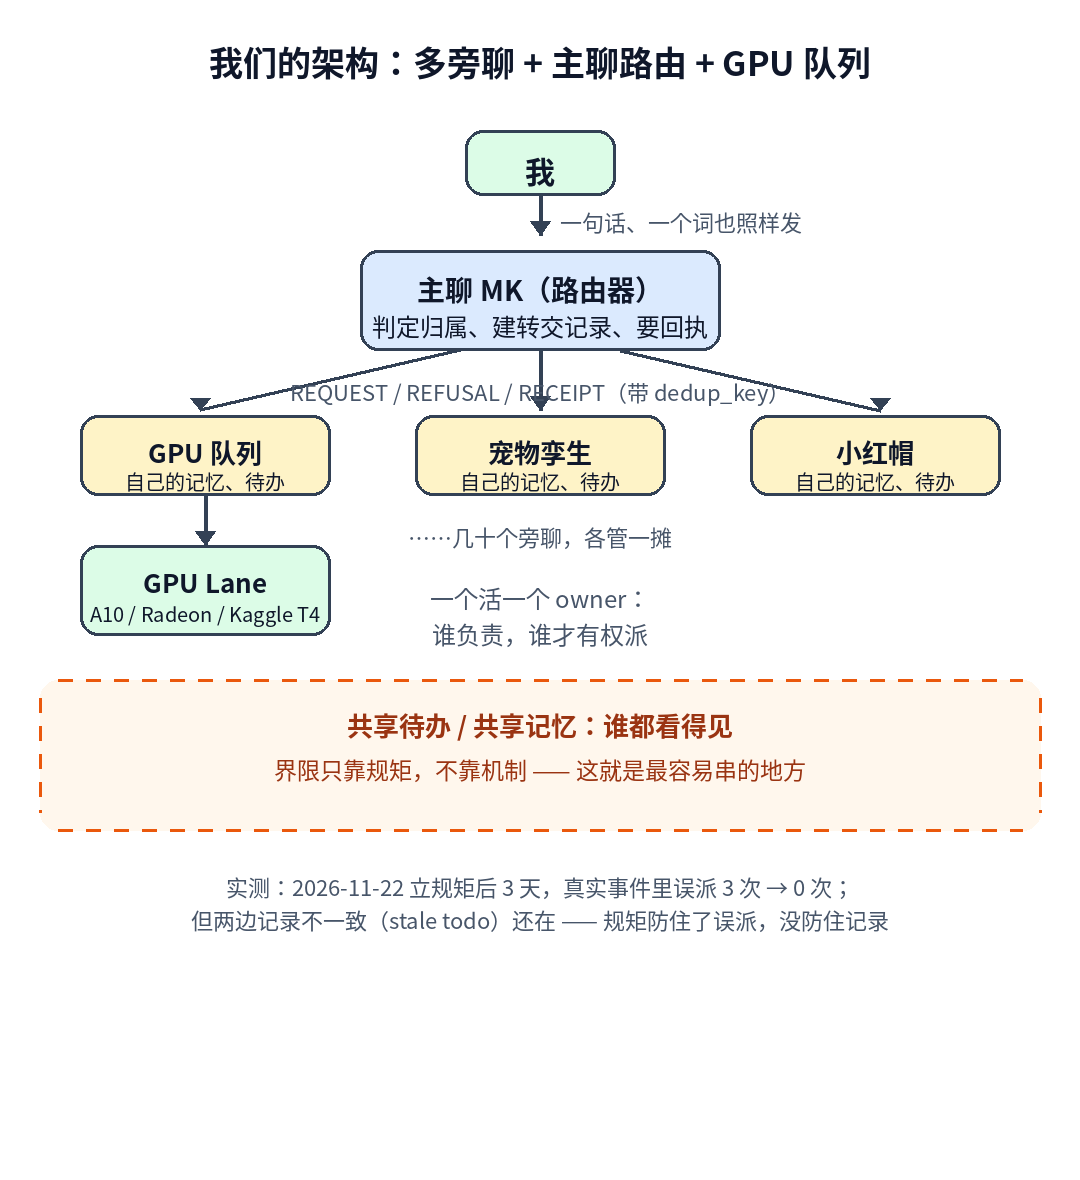 我们的架构：多旁聊 + 主聊路由 + GPU 队列
我
一句话、一个词也照样发
主聊 MK（路由器）
判定归属、建转交记录、要回执
REQUEST / REFUSAL / RECEIPT（带 dedup_key）
GPU 队列
自己的记忆、待办
宠物孪生
自己的记忆、待办
小红帽
自己的记忆、待办
……几十个旁聊，各管一摊
GPU Lane
A10 / Radeon / Kaggle T4
一个活一个 owner：
谁负责，谁才有权派
共享待办 / 共享记忆：谁都看得见
界限只靠规矩，不靠机制 —— 这就是最容易串的地方
实测：2026-11-22 立规矩后 3 天，真实事件里误派 3 次 → 0 次；
但两边记录不一致（stale todo）还在 —— 规矩防住了误派，没防住记录